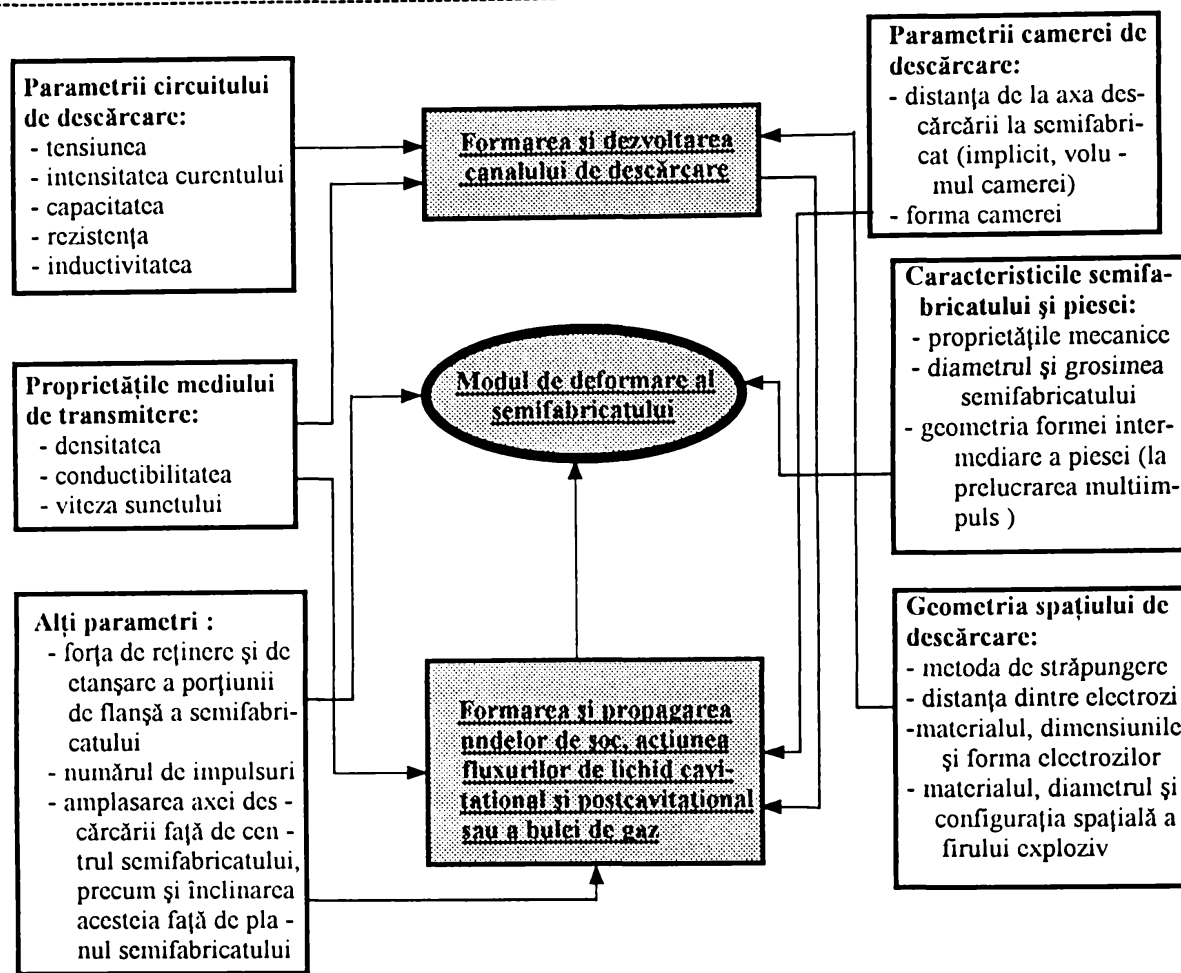 Parametrii circuitului
de descărcare:
- tensiunea
- intensitatea curentului
- capacitatea
- rezistența
- inductivitatea
Proprietățile mediului
de transmitere:
- densitatea
- conductibilitatea
- viteza sunetului
Alți parametri :
- forța de reținere și de
etanșare a porțiunii
de flanșă a semifabri-
catului
- numărul de impulsuri
- amplasarea axei des -
cărcării față de cen -
trul semifabricatului,
precum și înclinarea
acesteia față de pla -
nul semifabricatului
Formarea și dezvoltarea
canalului de descărcare
Modul de deformare al
semifabricatului
Formarea și propagarea
undelor de șoc, acțiunea
fluxurilor de lichid cavi-
tațional și postcavitațional
sau a bulei de gaz
Parametrii camerei de
descărcare:
- distanța de la axa des-
cărcării la semifabri-
cat (implicit, volu -
mul camerei)
- forma camerei
Caracteristicile semifa-
bricatului și piesei:
- proprietățile mecanice
- diametrul și grosimea
semifabricatului
- geometria formei inter-
mediare a piesei (la
prelucrarea multiim-
puls )
Geometria spațiului de
descărcare:
- metoda de străpungere
- distanța dintre electrozi
-materialul, dimensiunile
și forma electrozilor
- materialul, diametrul și
configurația spațială a
firului exploziv